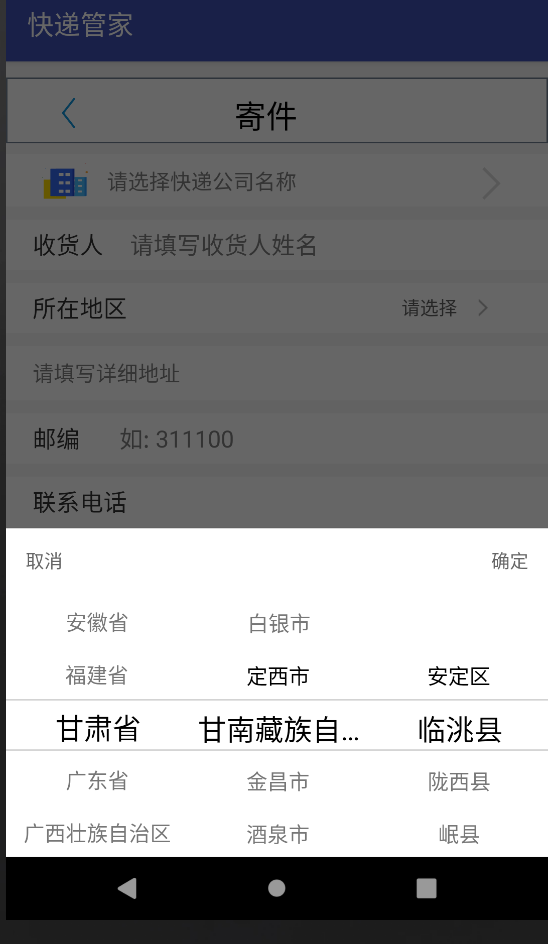 快递管家
寄件
请选择快递公司名称
收货人 请填写收货人姓名
所在地区 请选择
请填写详细地址
邮编 如: 311100
联系电话
取消 确定
安徽省 白银市
福建省 定西市 安定区
甘肃省 甘南藏族自... 临洮县
广东省 金昌市 陇西县
广西壮族自治区 酒泉市 岷县